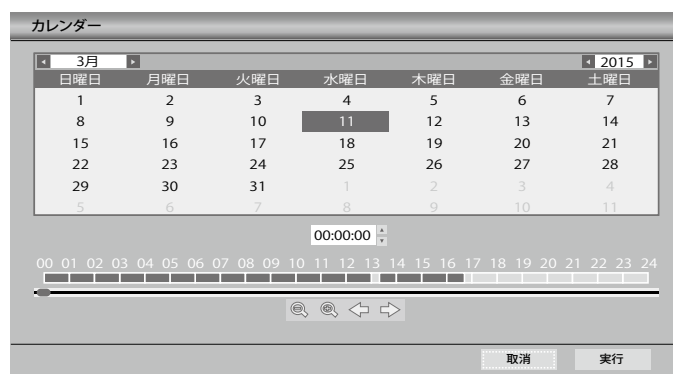 カレンダー
3月 2015
日曜日 月曜日 火曜日 水曜日 木曜日 金曜日 土曜日
1 2 3 4 5 6 7
8 9 10 11 12 13 14
15 16 17 18 19 20 21
22 23 24 25 26 27 28
29 30 31 1 2 3 4
5 6 7 8 9 10 11
00:00:00
00 01 02 03 04 05 06 07 08 09 10 11 12 13 14 15 16 17 18 19 20 21 22 23 24
取消 実行